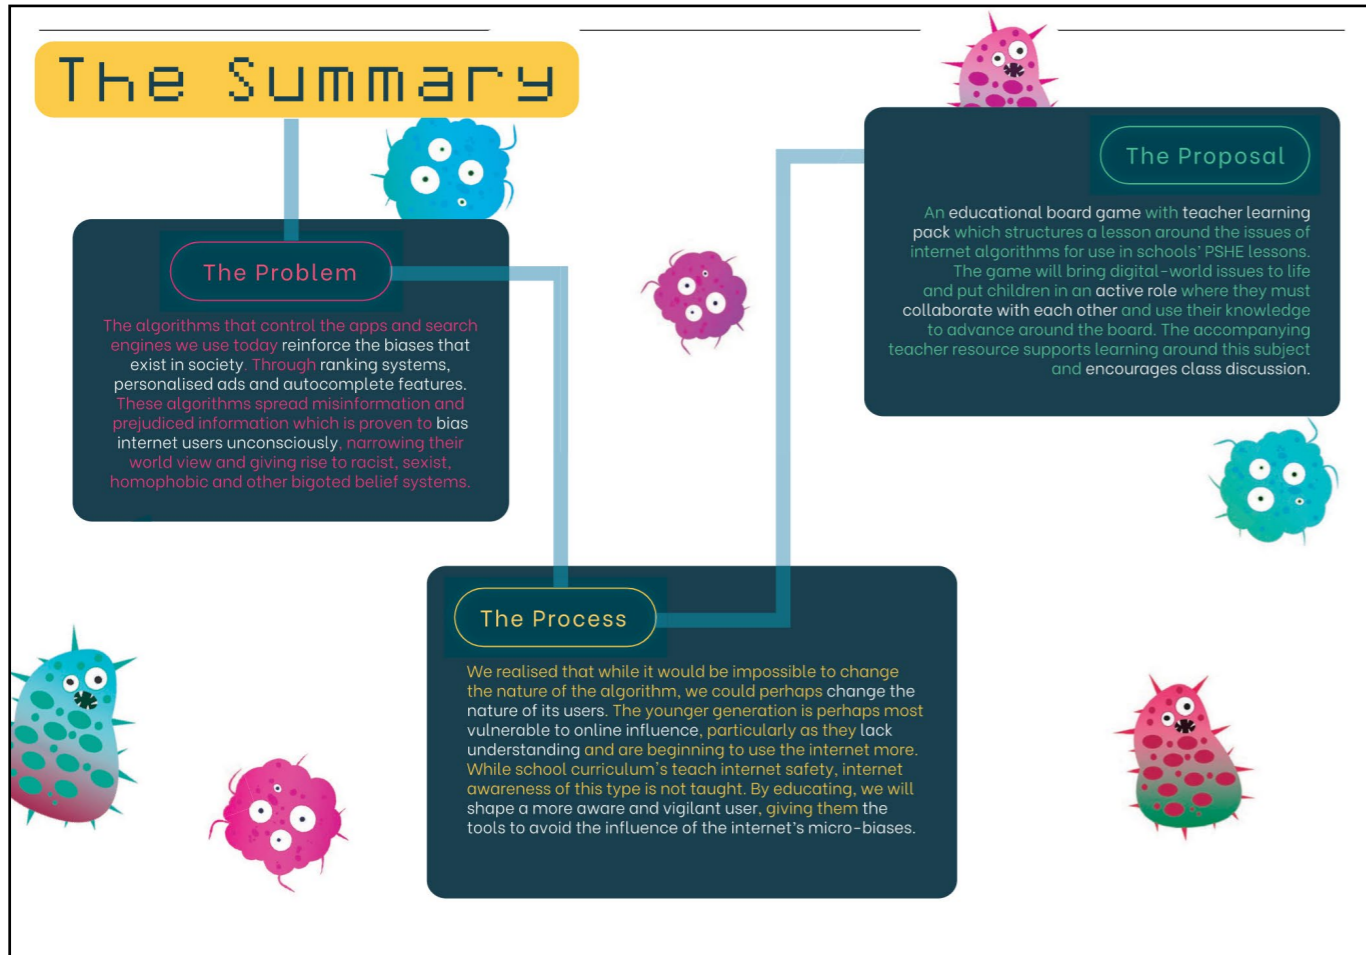 The Summary
The Problem
The algorithms that control the apps and search
engines we use today reinforce the biases that
exist in society. Through ranking systems,
personalised ads and autocomplete features.
These algorithms spread misinformation and
prejudiced information which is proven to bias
internet users unconsciously, narrowing their
world view and giving rise to racist, sexist,
homophobic and other bigoted belief systems.
The Process
We realised that while it would be impossible to change
the nature of the algorithm, we could perhaps change the
nature of its users. The younger generation is perhaps most
vulnerable to online influence, particularly as they lack
understanding and are beginning to use the internet more.
While school curriculum's teach internet safety, internet
awareness of this type is not taught. By educating, we will
shape a more aware and vigilant user, giving them the
tools to avoid the influence of the internet's micro-biases.
The Proposal
An educational board game with teacher learning
pack which structures a lesson around the issues of
internet algorithms for use in schools' PSHE lessons.
The game will bring digital-world issues to life
and put children in an active role where they must
collaborate with each other and use their knowledge
to advance around the board. The accompanying
teacher resource supports learning around this subject
and encourages class discussion.